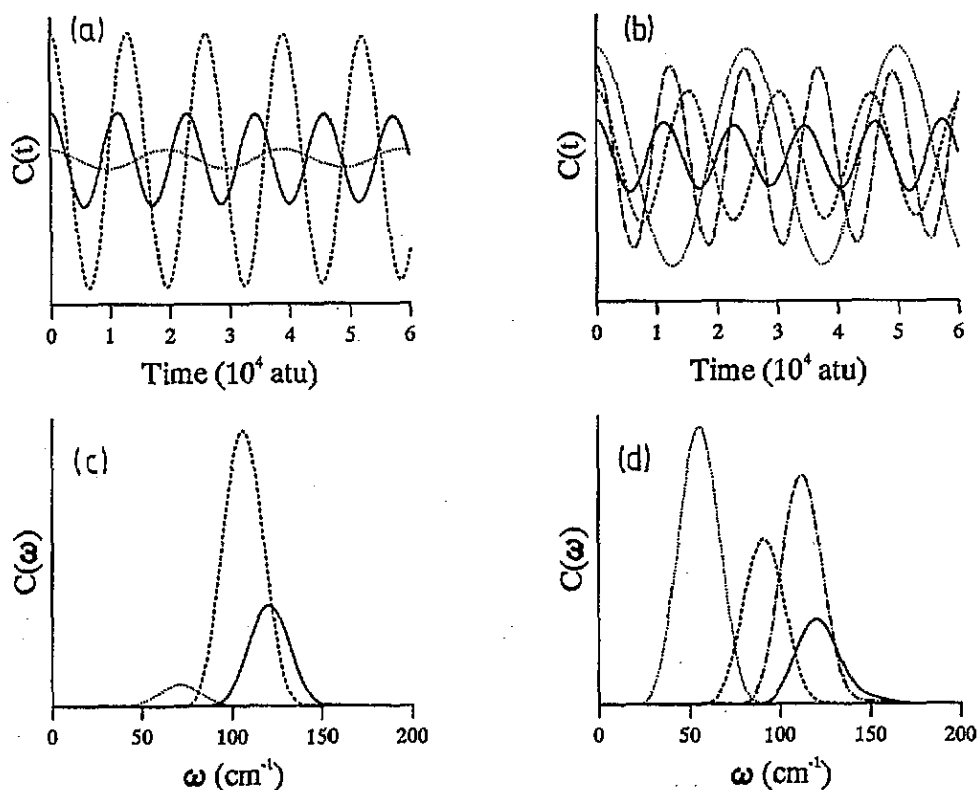 (a)
C(t)
0 1 2 3 4 5 6
Time (10⁴ atu)
(b)
C(t)
0 1 2 3 4 5 6
Time (10⁴ atu)
(c)
C(ω)
0 50 100 150 200
ω (cm⁻¹)
(d)
C(ω)
0 50 100 150 200
ω (cm⁻¹)